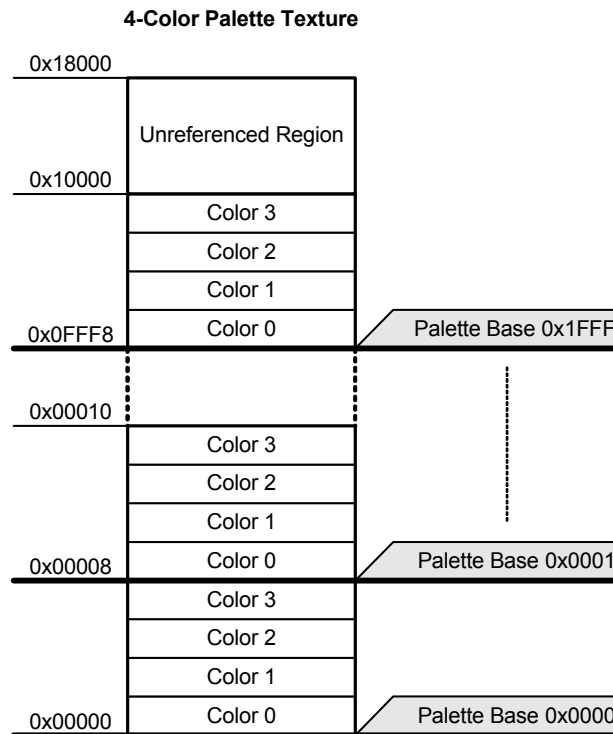 4-Color Palette Texture
0x18000
Unreferenced Region
0x10000
Color 3
Color 2
Color 1
Color 0
0x0FFF8
Palette Base 0x1FFF
0x00010
Color 3
Color 2
Color 1
Color 0
0x00008
Palette Base 0x0001
Color 3
Color 2
Color 1
Color 0
0x00000
Palette Base 0x0000